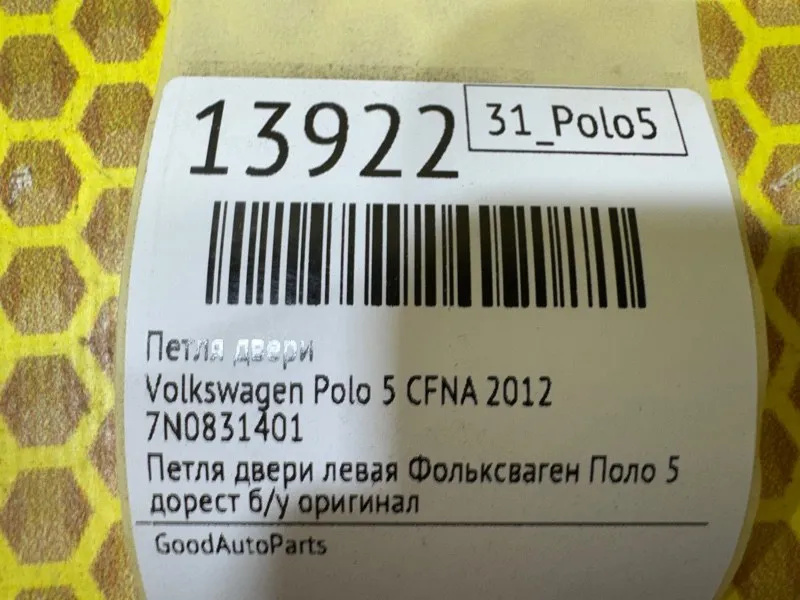 13922
31_Polo5
Петля двери
Volkswagen Polo 5 CFNA 2012
7N0831401
Петля двери левая Фольксваген Поло 5
дорест б/у оригинал
GoodAutoParts